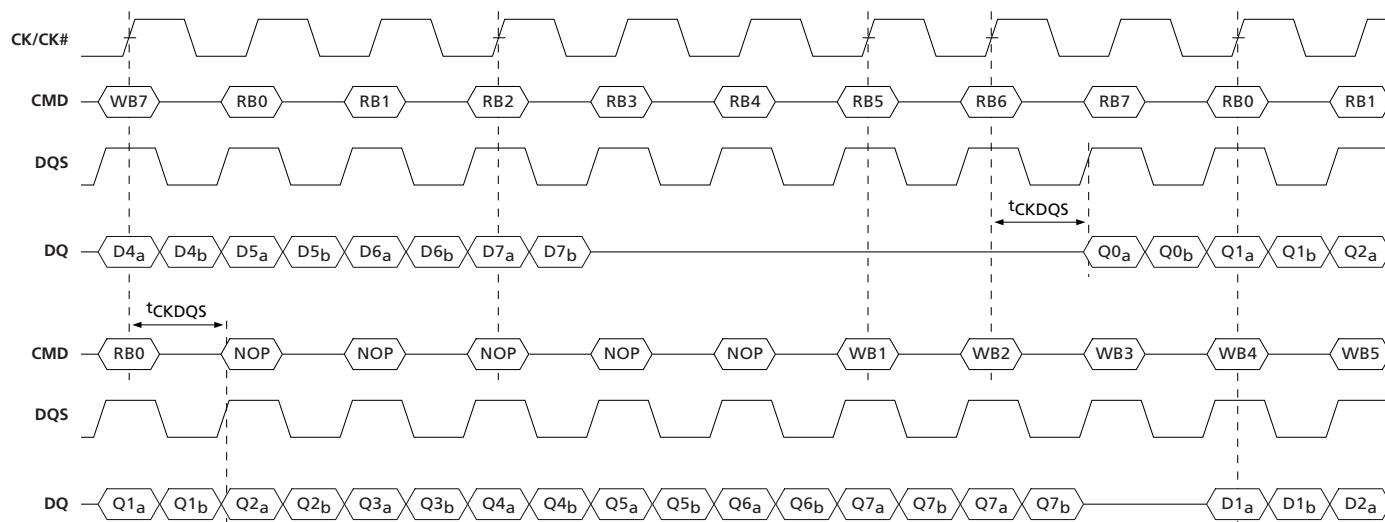 CK/CK#
CMD WB7 RB0 RB1 RB2 RB3 RB4 RB5 RB6 RB7 RB0 RB1
DQS
tCKDQS
DQ D4a D4b D5a D5b D6a D6b D7a D7b Q0a Q0b Q1a Q1b Q2a
tCKDQS
CMD RB0 NOP NOP NOP NOP NOP WB1 WB2 WB3 WB4 WB5
DQS
DQ Q1a Q1b Q2a Q2b Q3a Q3b Q4a Q4b Q5a Q5b Q6a Q6b Q7a Q7b Q7a Q7b D1a D1b D2a